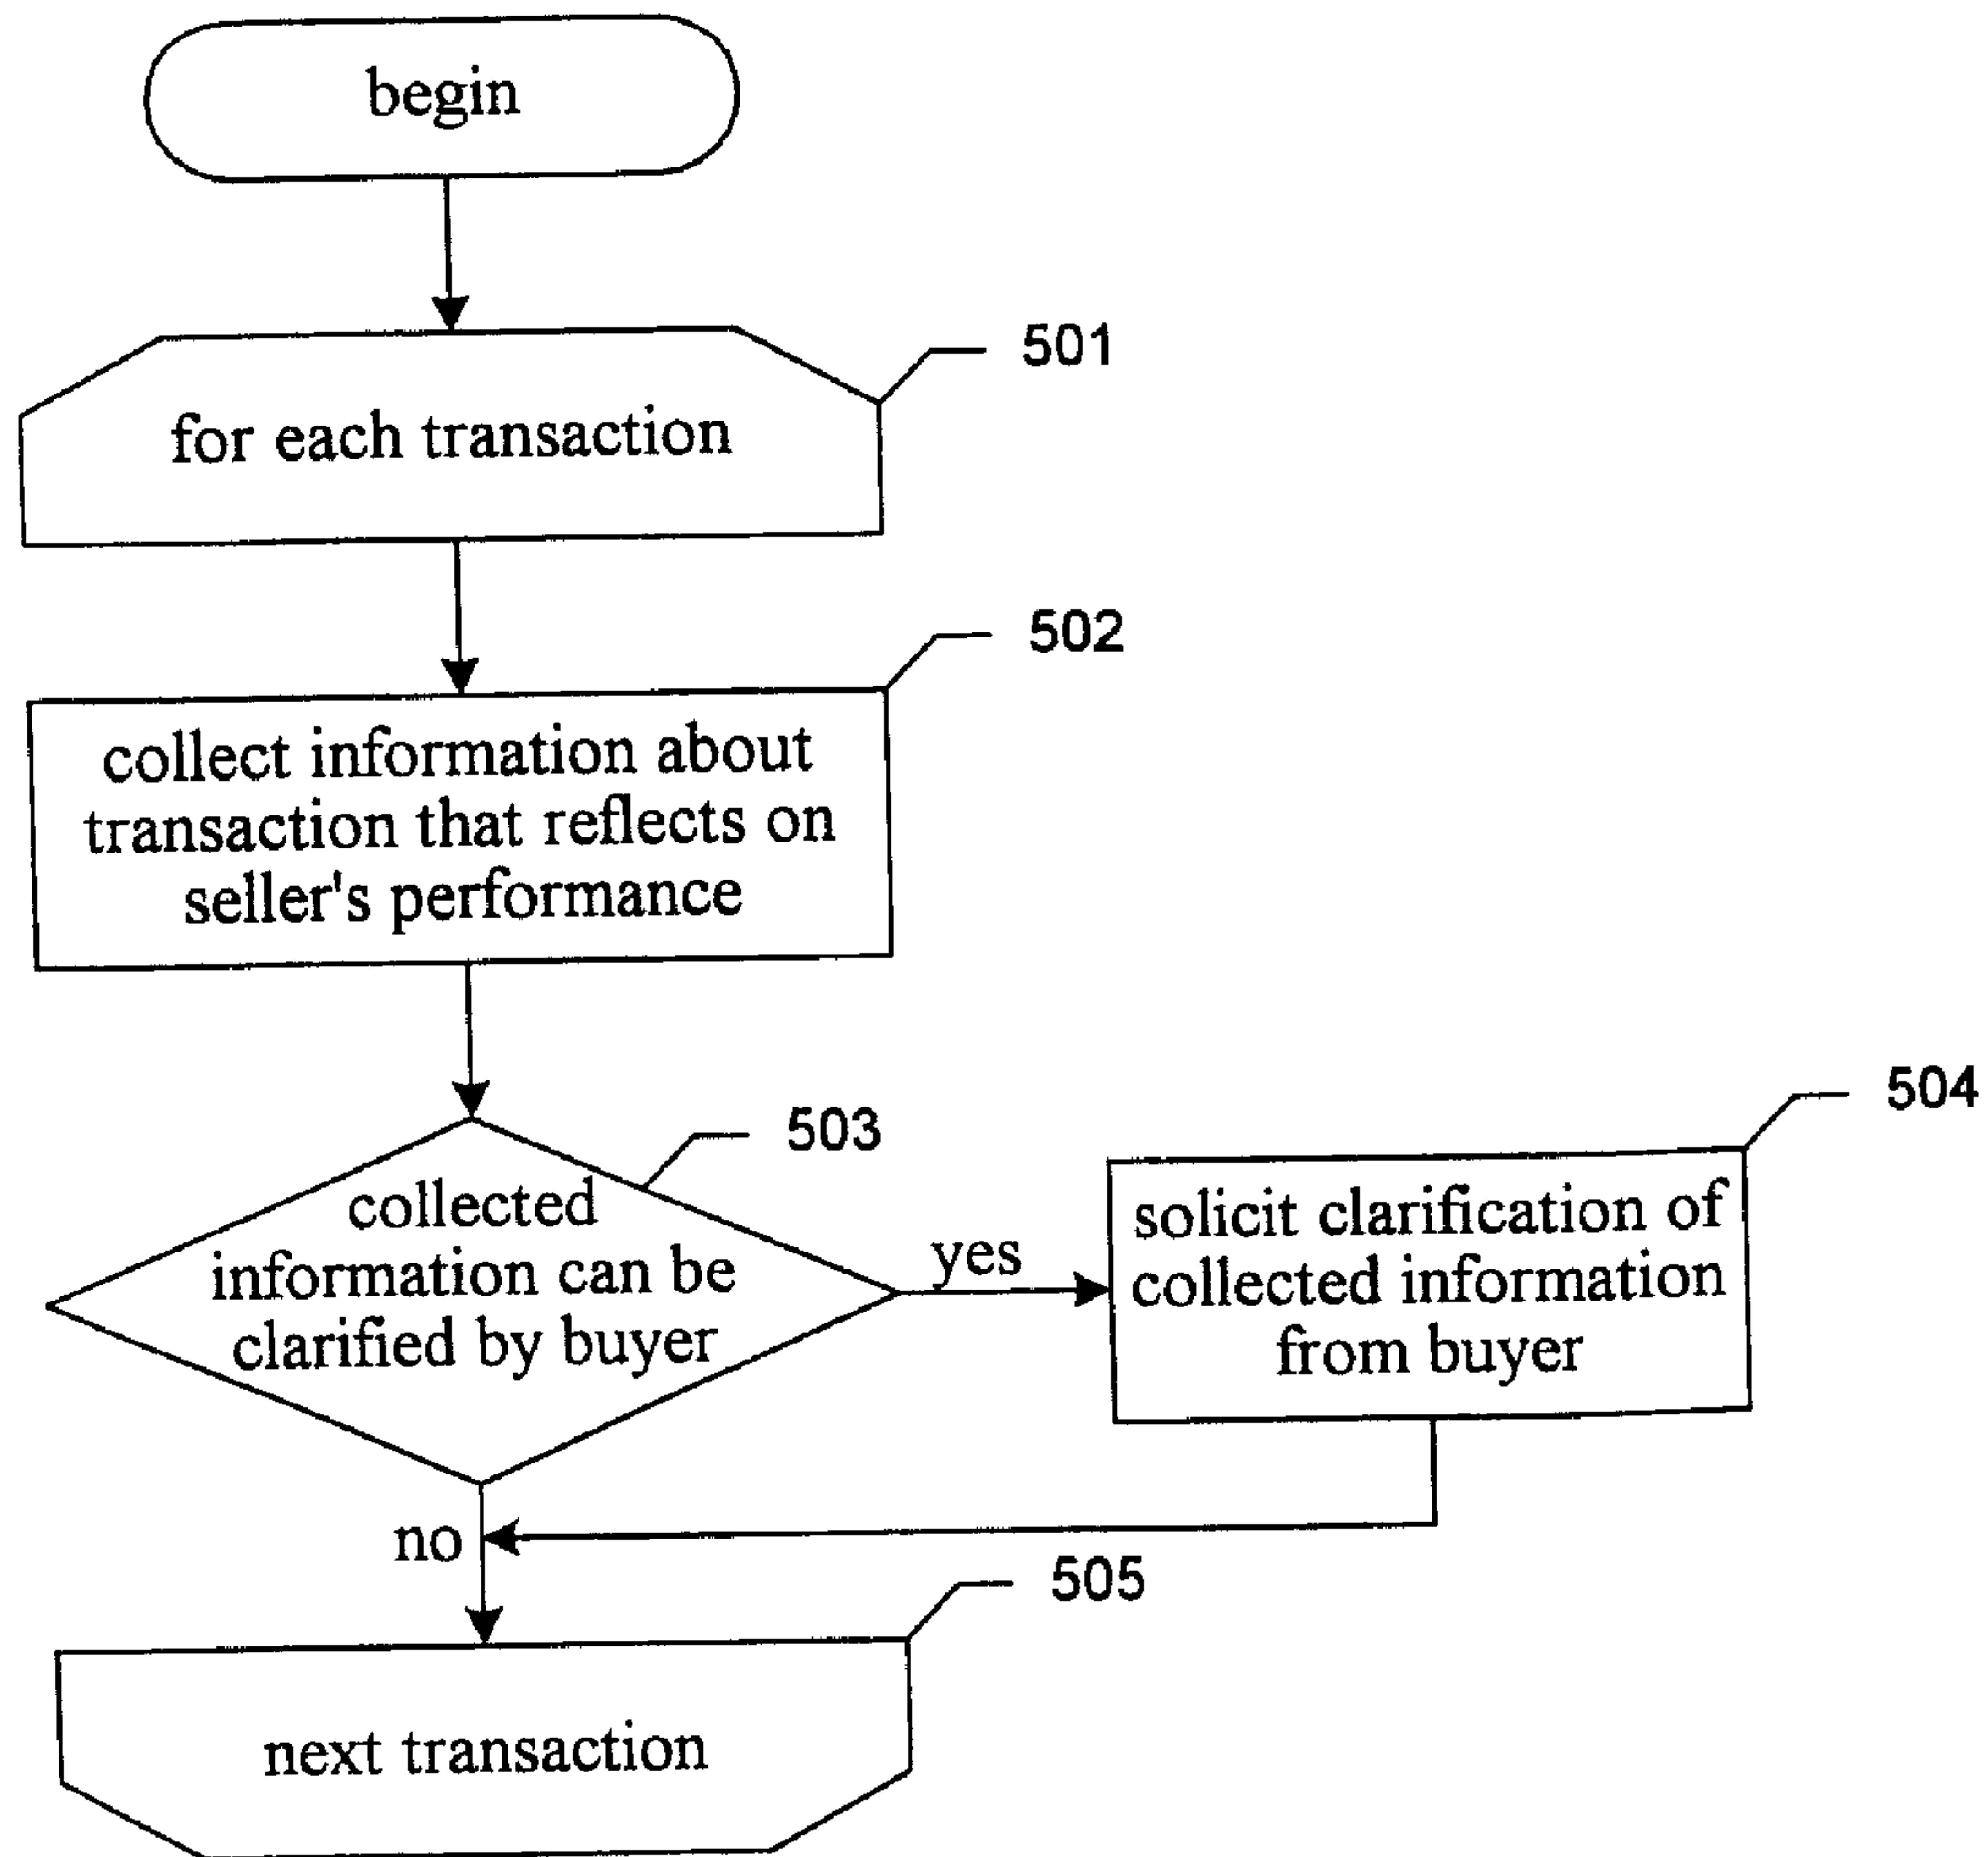 begin
501
for each transaction
502
collect information about
transaction that reflects on
seller's performance
503
collected
information can be
clarified by buyer
yes
504
solicit clarification of
collected information
from buyer
no
505
next transaction